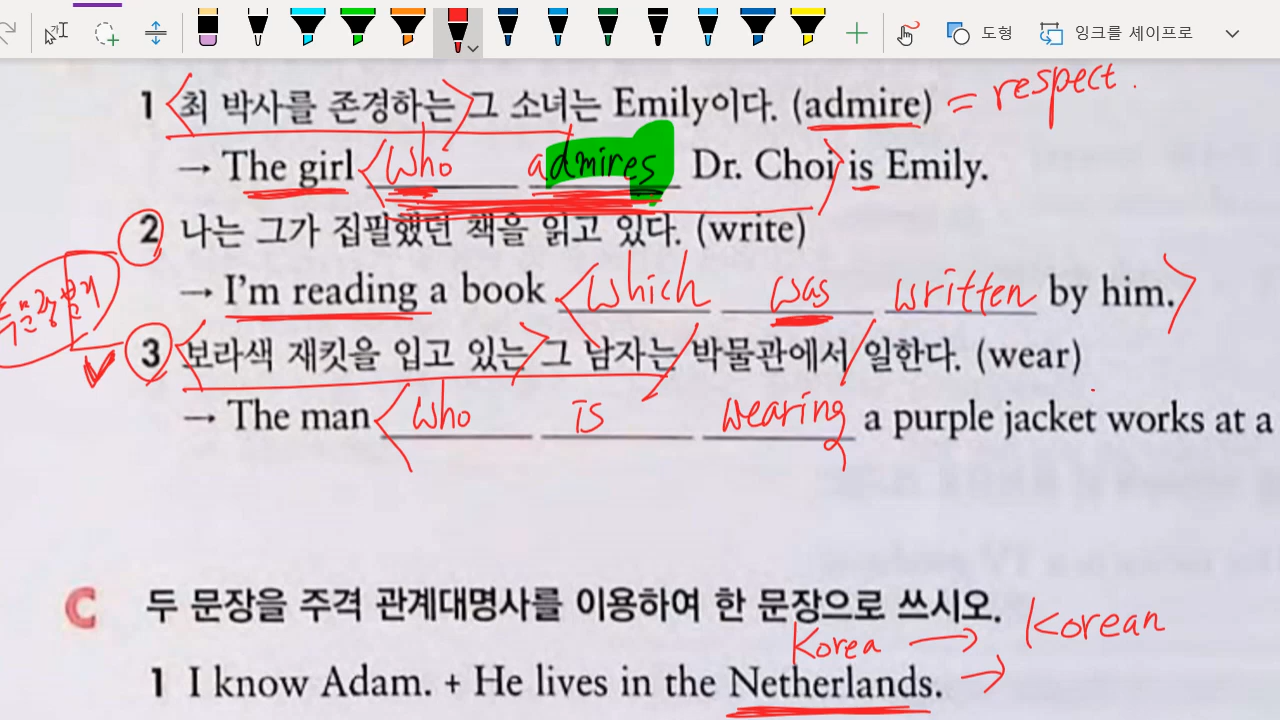 도형 잉크를 셰이프로
1 최 박사를 존경하는 그 소녀는 Emily이다. (admire) = respect.
→ The girl who admires Dr. Choi is Emily.
2 나는 그가 집필했던 책을 읽고 있다. (write)
→ I'm reading a book which was written by him.
3 보라색 재킷을 입고 있는 그 남자는 박물관에서 일한다. (wear)
→ The man who is wearing a purple jacket works at a
C 두 문장을 주격 관계대명사를 이용하여 한 문장으로 쓰시오.
Korea → Korean
1 I know Adam. + He lives in the Netherlands. →